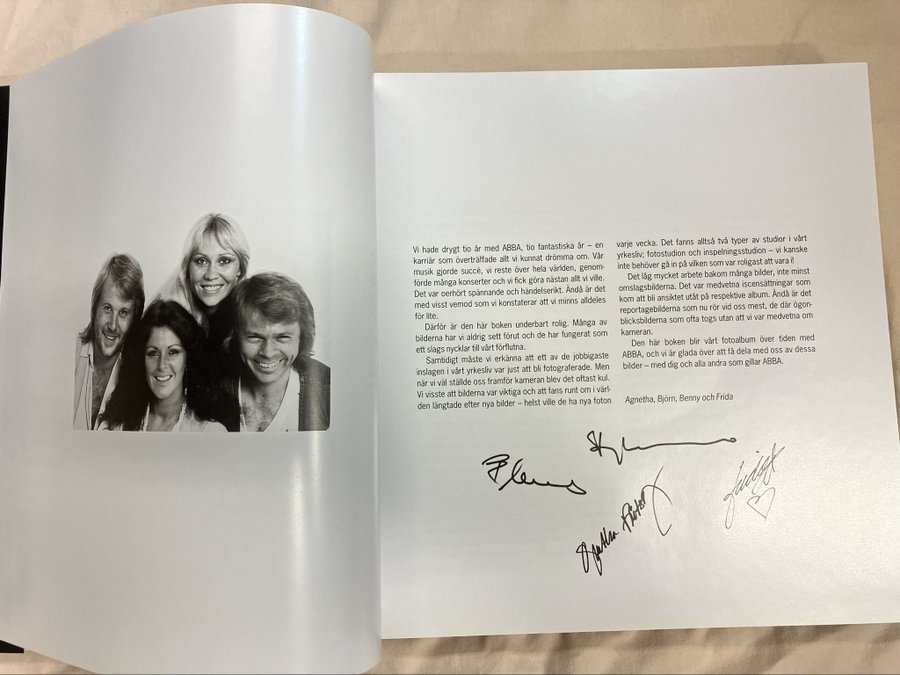 Vi hade drygt tio år med ABBA, tio fantastiska år – en
karriär som överträffade allt vi kunnat drömma om. Vår
musik gjorde succé, vi reste över hela världen, genom-
förde många konserter och vi fick göra nästan allt vi ville.
Det var oerhört spännande och händelserikt. Ändå är det
med visst vemod som vi konstaterar att vi minns alldeles
för lite.
Därför är den här boken underbart rolig. Många av
bilderna har vi aldrig sett förut och de har fungerat som
ett slags nycklar till vårt förflutna.
Samtidigt måste vi erkänna att ett av de jobbigaste
inslagen i vårt yrkesliv var just att bli fotograferade. Men
när vi väl ställde oss framför kameran blev det oftast kul.
Vi visste att bilderna var viktiga och att fans runt om i värl-
den längtade efter nya bilder – helst ville de ha nya foton
varje vecka. Det fanns alltså två typer av studior i vårt
yrkesliv; fotostudion och inspelningsstudion – vi kanske
inte behöver gå in på vilken som var roligast att vara i!
Det låg mycket arbete bakom många bilder, inte minst
omslagsbilderna. Det var medvetna iscensättningar som
kom att bli ansiktet utåt på respektive album. Ändå är det
reportagebilderna som nu rör vid oss mest, de där ögon-
blicksbilderna som ofta togs utan att vi var medvetna om
kameran.
Den här boken blir vårt fotoalbum över tiden med
ABBA, och vi är glada över att få dela med oss av dessa
bilder – med dig och alla andra som gillar ABBA.
Agnetha, Björn, Benny och Frida